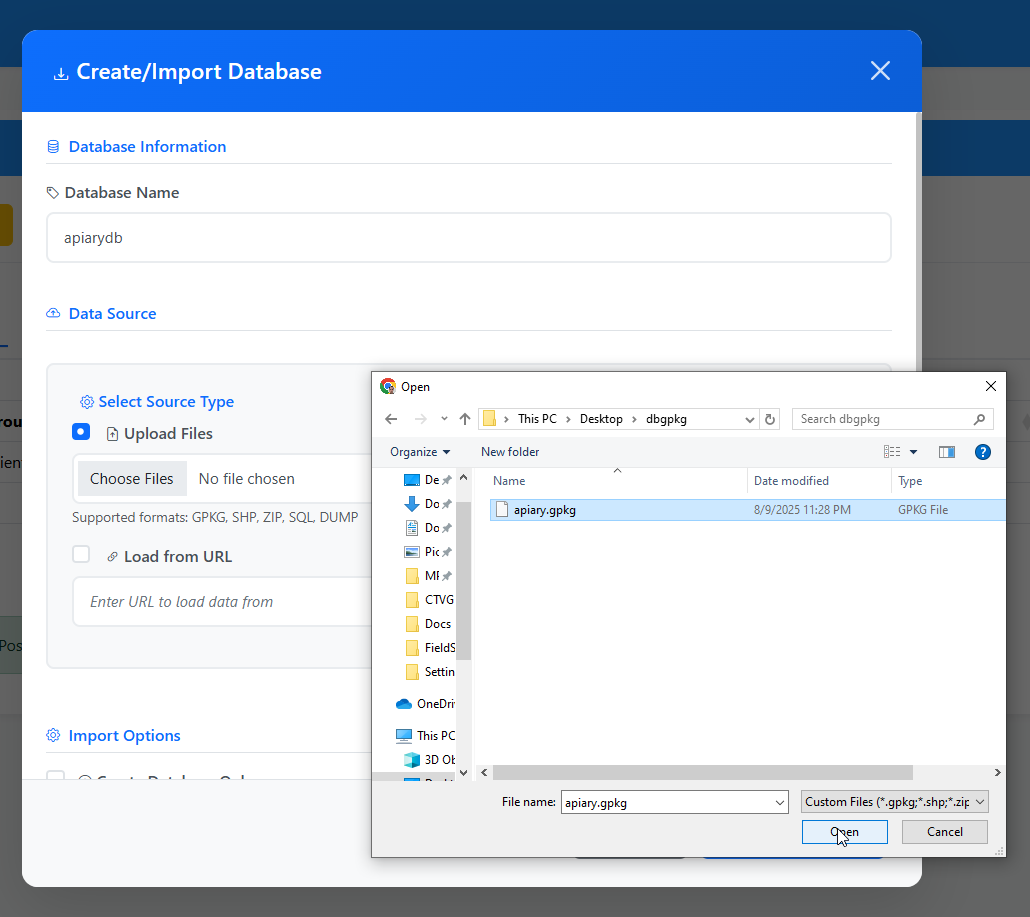 Create/Import Database
Database Information
Database Name
apiarydb
Data Source
Select Source Type
Upload Files
Choose Files No file chosen
Supported formats: GPKG, SHP, ZIP, SQL, DUMP
Load from URL
Enter URL to load data from
Import Options
Open
This PC > Desktop > dbgpkg
Search dbgpkg
Organize New folder
Name Date modified Type
apiary.gpkg 8/9/2025 11:28 PM GPKG File
De
Do
Do
Pic
CTVG
Docs
FieldS
Settin
OneDri
This PC
3D Ob
File name: apiary.gpkg Custom Files (*.gpkg;*.shp;*.zip
Open Cancel